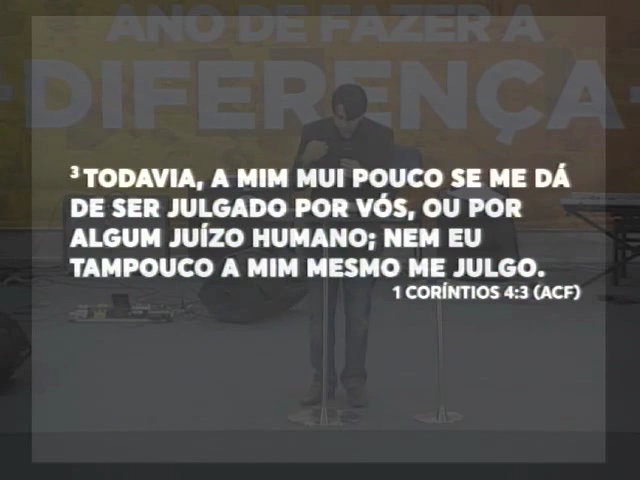 ANO DE FAZER A
DIFERENÇA
³ TODAVIA, A MIM MUI POUCO SE ME DÁ
DE SER JULGADO POR VÓS, OU POR
ALGUM JUÍZO HUMANO; NEM EU
TAMPOUCO A MIM MESMO ME JULGO.
1 CORÍNTIOS 4:3 (ACF)